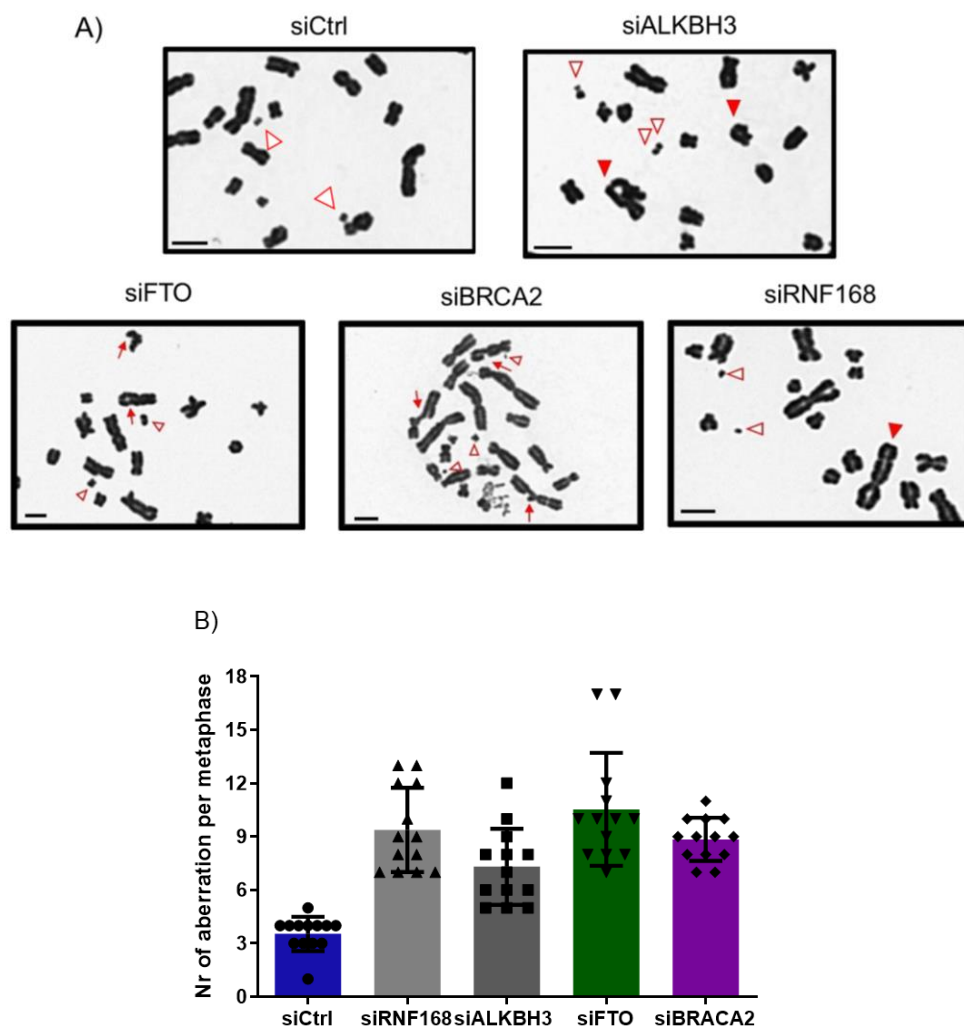 A)
siCtrl
siALKBH3
siFTO
siBRCA2
siRNF168
B)
Nr of aberration per metaphase
18
15
12
9
6
3
0
siCtrl siRNF168 siALKBH3 siFTO siBRACA2